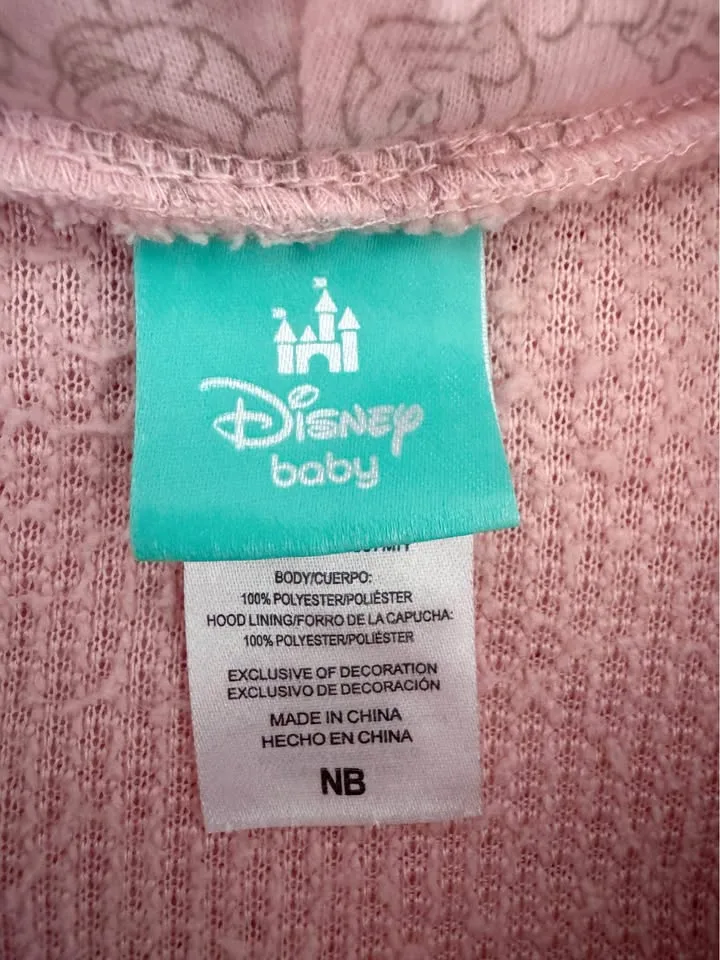 Disney
baby
BODY/CUERPO:
100% POLYESTER/POLIÉSTER
HOOD LINING/FORRO DE LA CAPUCHA:
100% POLYESTER/POLIÉSTER
EXCLUSIVE OF DECORATION
EXCLUSIVO DE DECORACIÓN
MADE IN CHINA
HECHO EN CHINA
NB